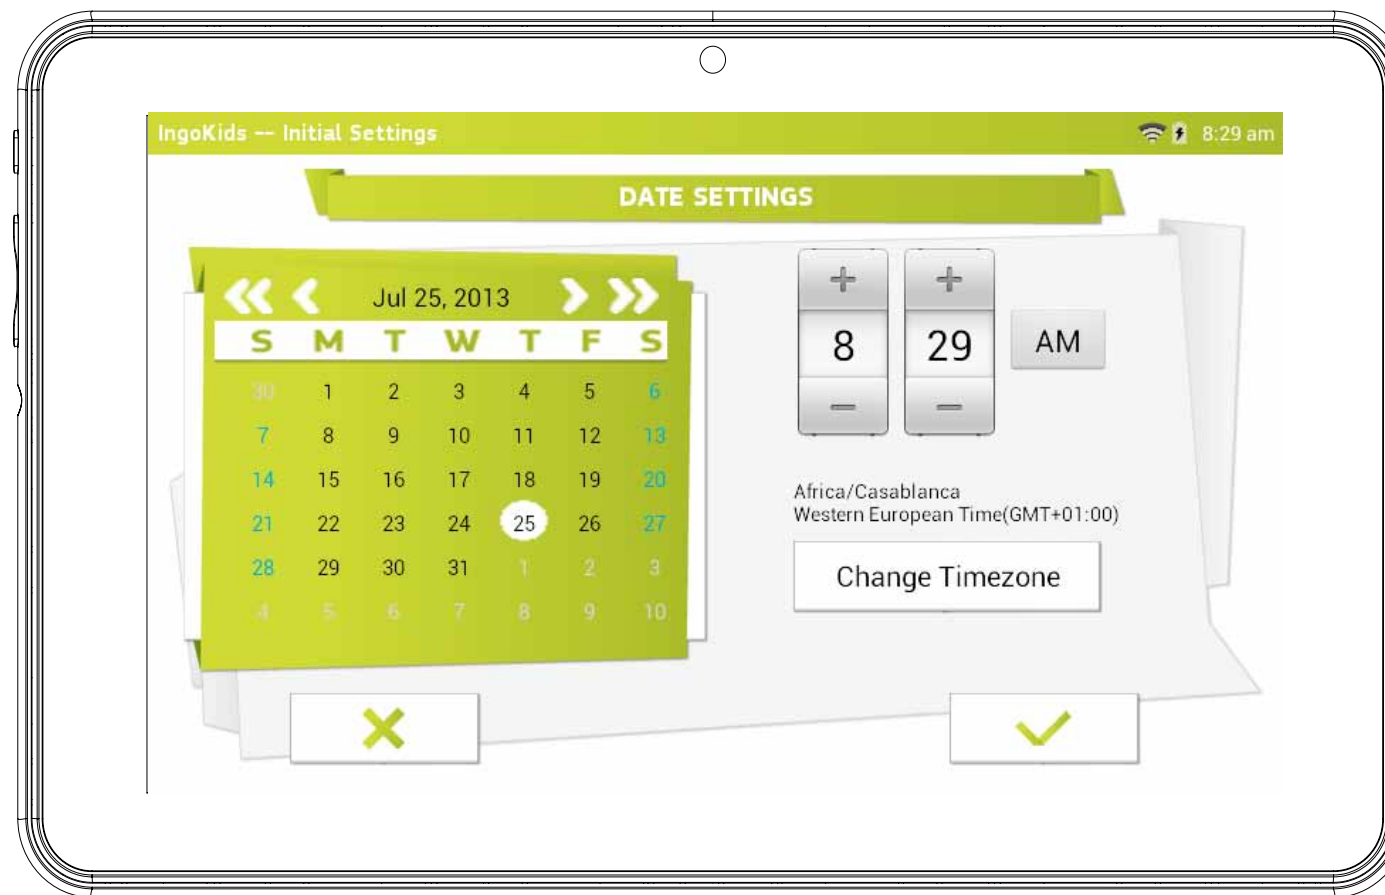 IngoKids -- Initial Settings 8:29 am
DATE SETTINGS
Jul 25, 2013
S M T W T F S
30 1 2 3 4 5 6
7 8 9 10 11 12 13
14 15 16 17 18 19 20
21 22 23 24 25 26 27
28 29 30 31 1 2 3
4 5 6 7 8 9 10
+ +
8 29 AM
- -
Africa/Casablanca
Western European Time(GMT+01:00)
Change Timezone